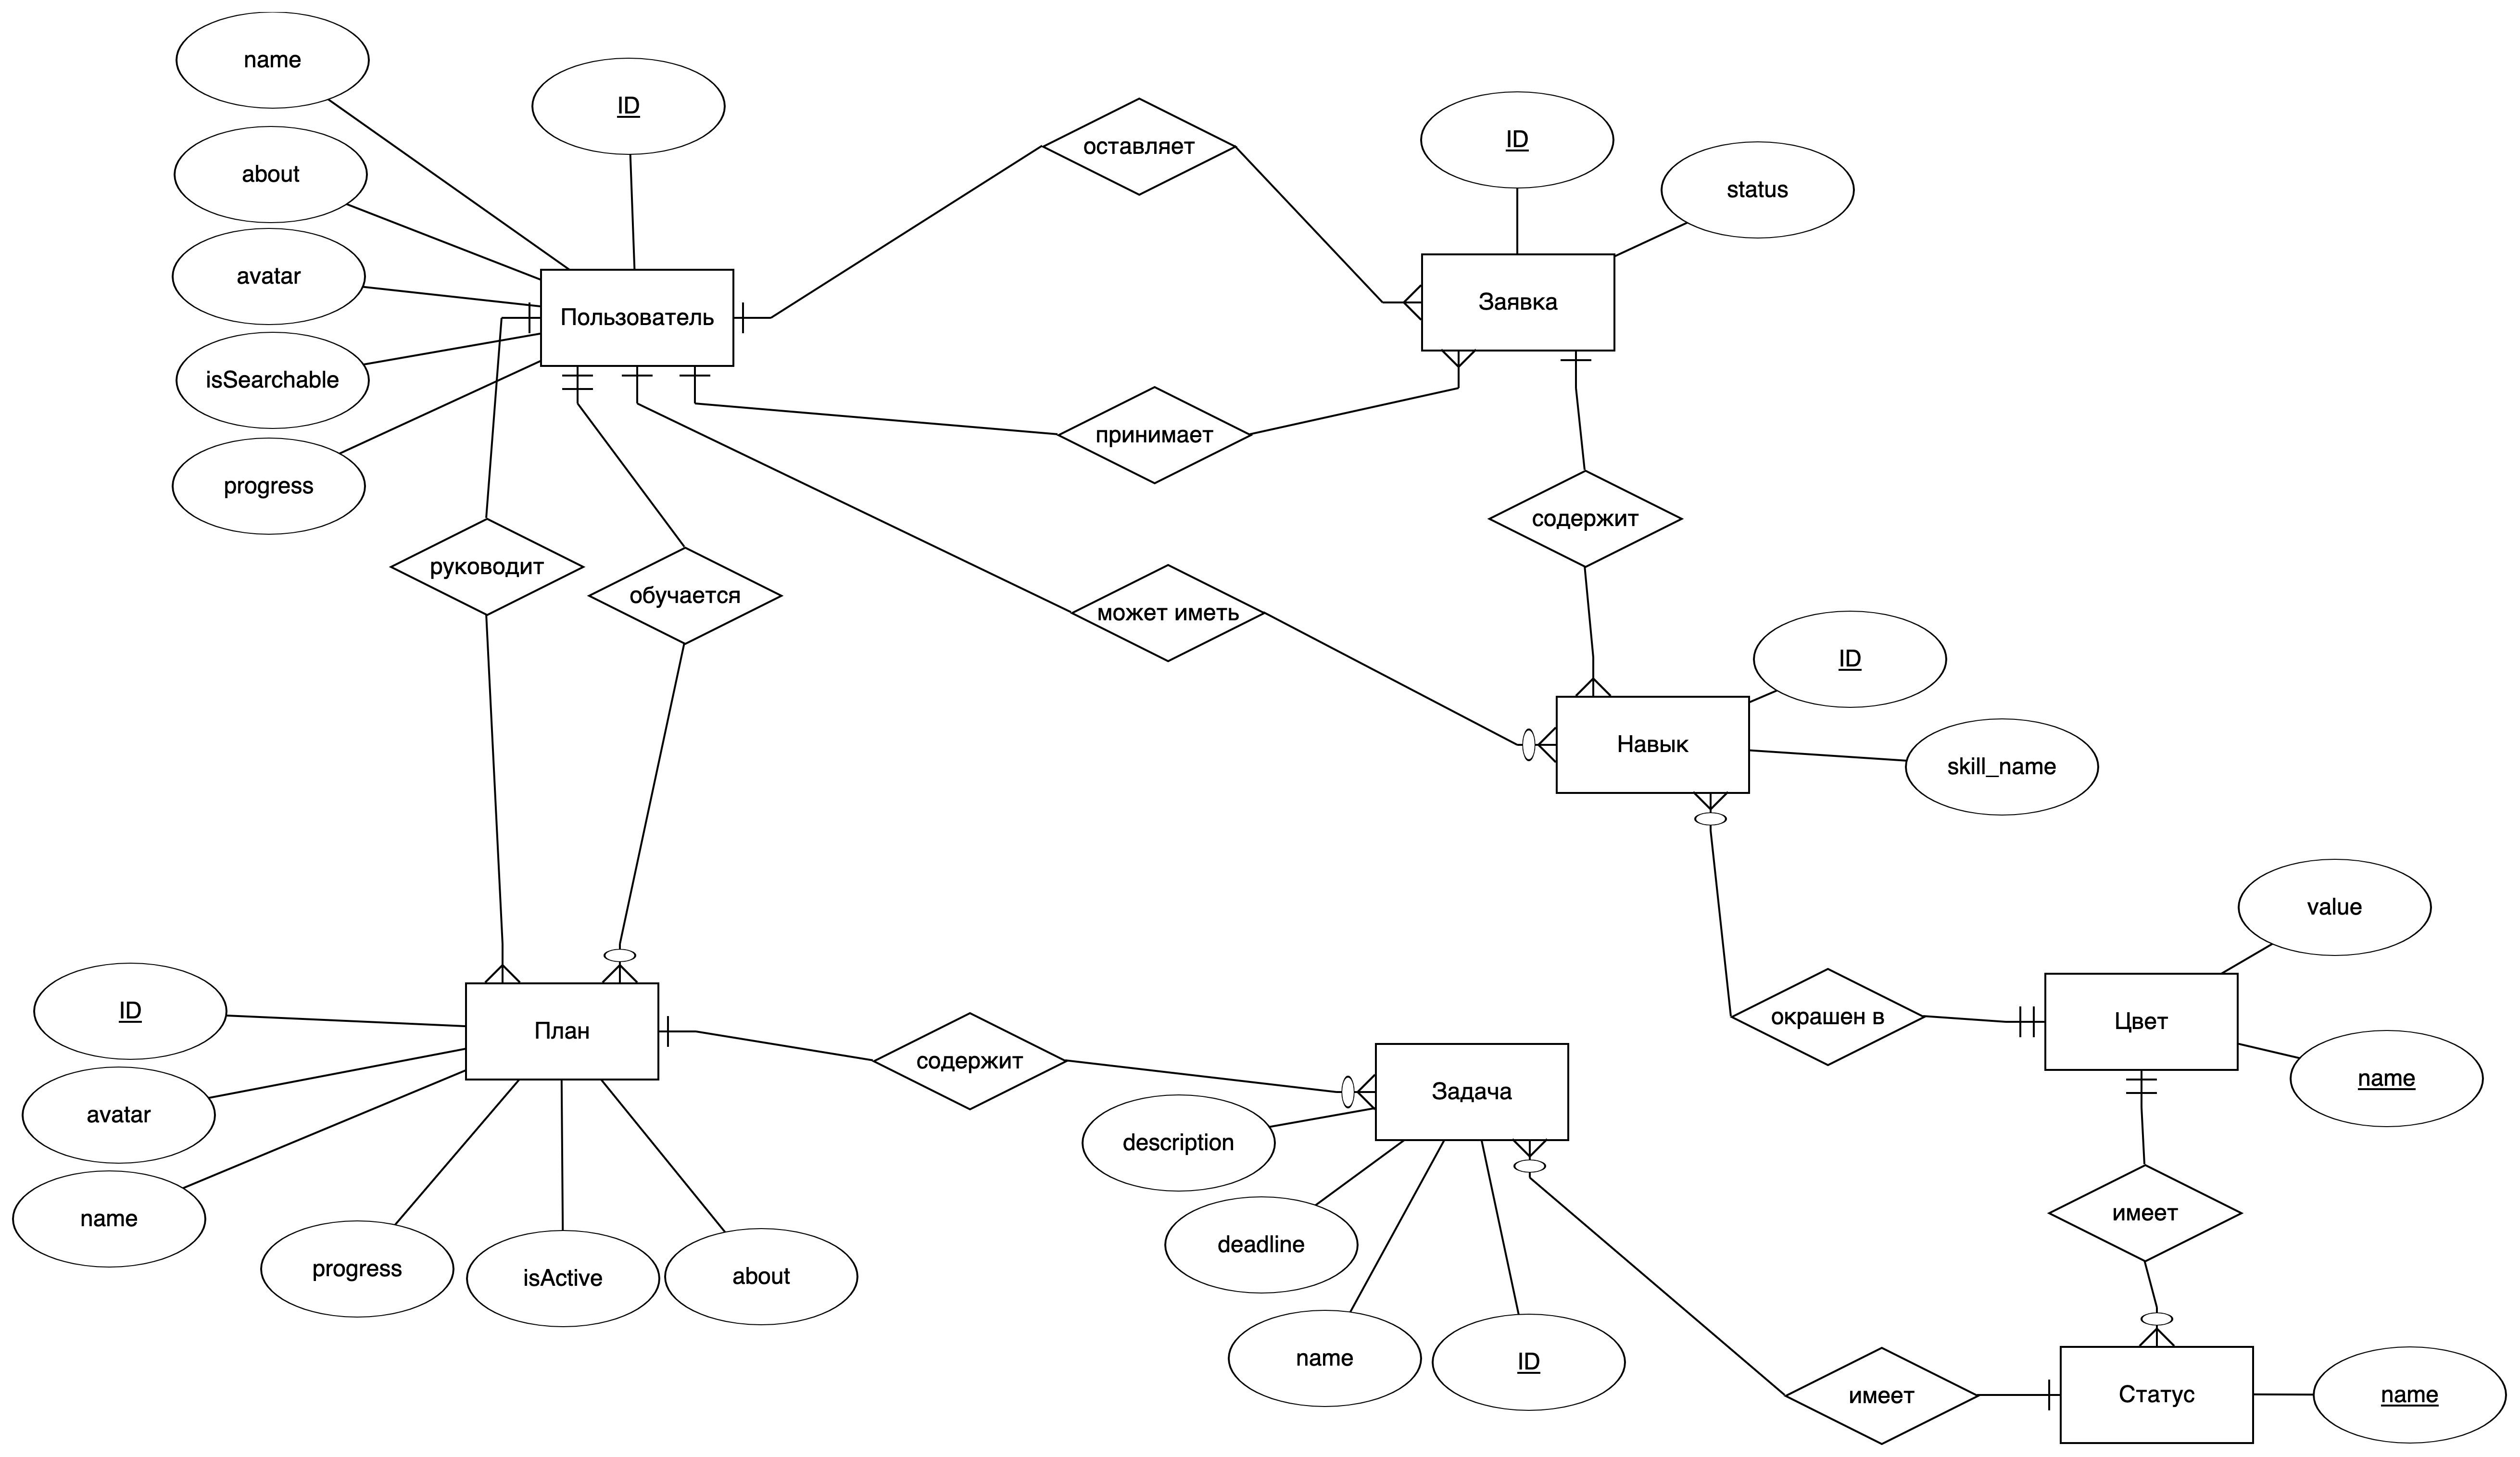 name
ID
about
avatar
isSearchable
progress
Пользователь
оставляет
ID
status
Заявка
принимает
содержит
руководит
обучается
может иметь
ID
Навык
skill_name
value
ID
План
содержит
Задача
окрашен в
Цвет
name
avatar
name
progress
isActive
about
description
deadline
name
ID
имеет
имеет
Статус
name